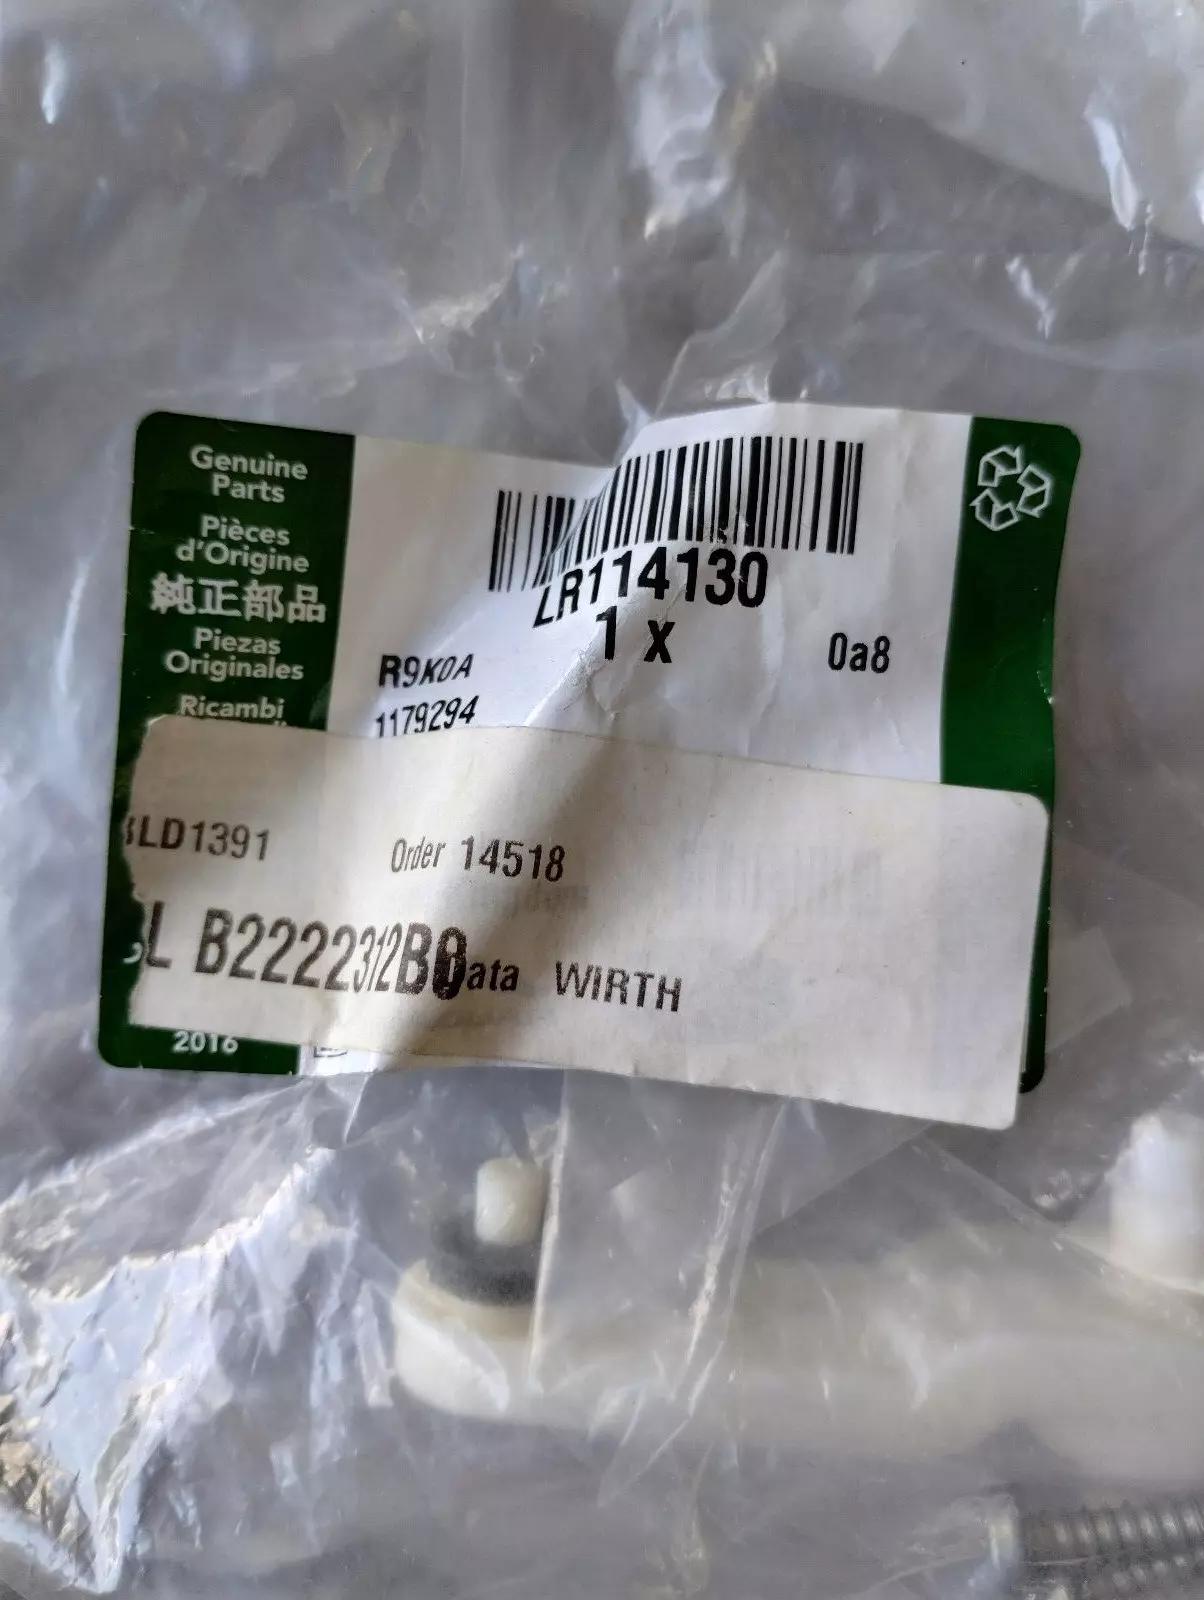 Genuine
Parts
Pièces
d'Origine
純正部品
Piezas
Originales
Ricambi
LR114130
1 x
0a8
R9K0A
1179294
LD1391
Order 14518
L B2222312B0ata WIRTH
2016